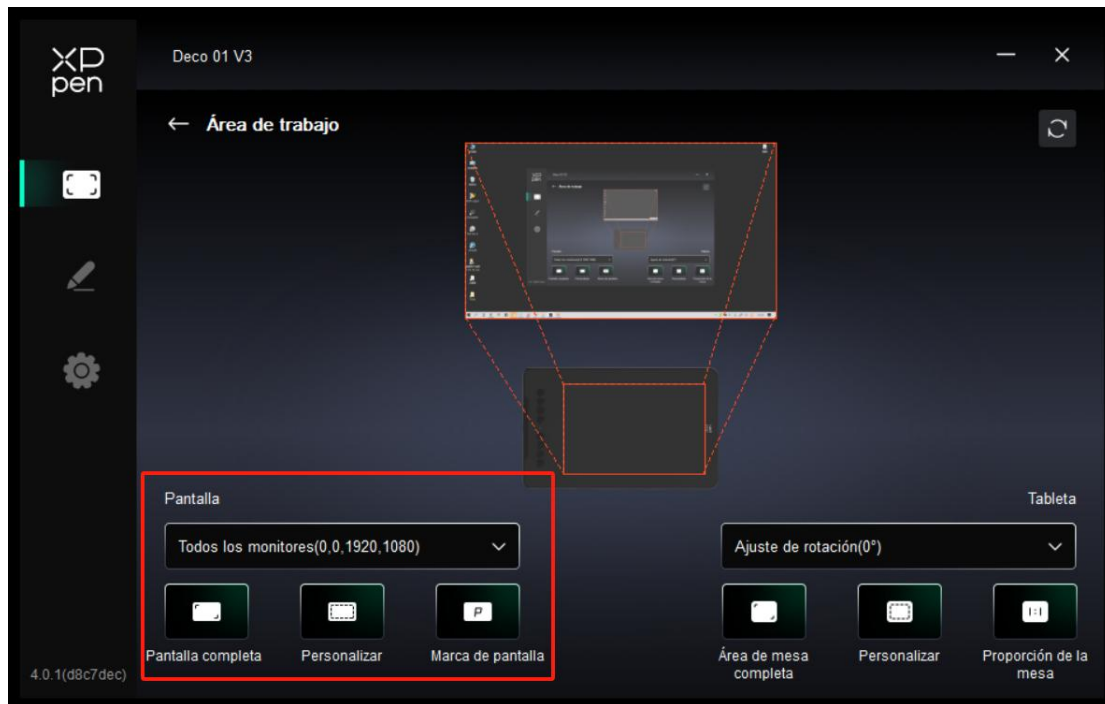 XP
pen
Deco 01 V3
Área de trabajo
Pantalla
Tableta
Todos los monitores(0,0,1920,1080)
Ajuste de rotación(0°)
P
1:1
Pantalla completa
Personalizar
Marca de pantalla
Área de mesa
completa
Personalizar
Proporción de la
mesa
4.0.1(d8c7dec)